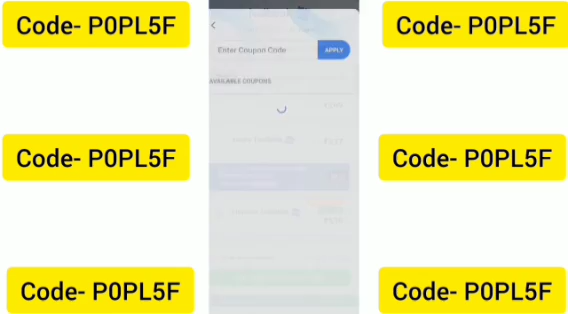 Code- P0PL5F
Code- P0PL5F
Enter Coupon Code
APPLY
AVAILABLE COUPONS
Code- P0PL5F
Code- P0PL5F
Code- P0PL5F
Code- P0PL5F